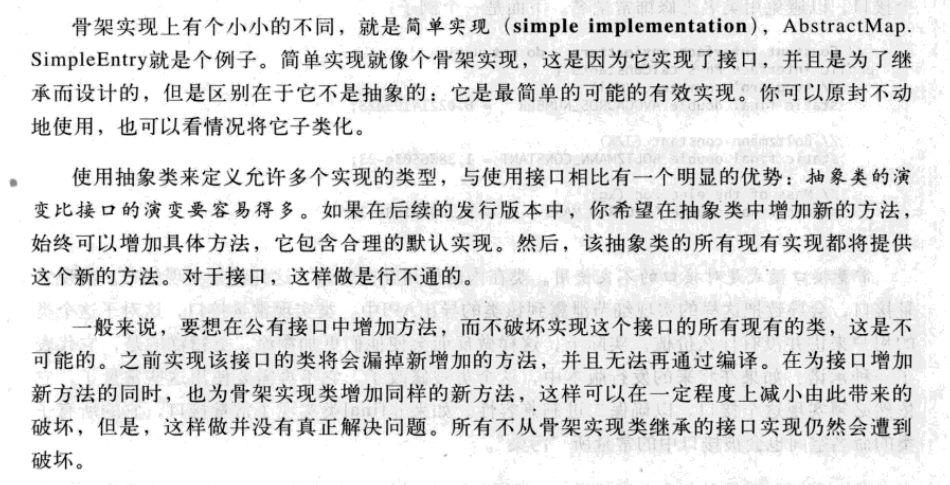 骨架实现上有个小小的不同，就是简单实现（simple implementation），AbstractMap.
SimpleEntry就是个例子。简单实现就像个骨架实现，这是因为它实现了接口，并且是为了继
承而设计的，但是区别在于它不是抽象的：它是最简单的可能的有效实现。你可以原封不动
地使用，也可以看情况将它子类化。
使用抽象类来定义允许多个实现的类型，与使用接口相比有一个明显的优势：抽象类的演
变比接口的演变要容易得多。如果在后续的发行版本中，你希望在抽象类中增加新的方法，
始终可以增加具体方法，它包含合理的默认实现。然后，该抽象类的所有现有实现都将提供
这个新的方法。对于接口，这样做是行不通的。
一般来说，要想在公有接口中增加方法，而不破坏实现这个接口的所有现有的类，这是不
可能的。之前实现该接口的类将会漏掉新增加的方法，并且无法再通过编译。在为接口增加
新方法的同时，也为骨架实现类增加同样的新方法，这样可以在一定程度上减小由此带来的
破坏，但是，这样做并没有真正解决问题。所有不从骨架实现类继承的接口实现仍然会遭到
破坏。